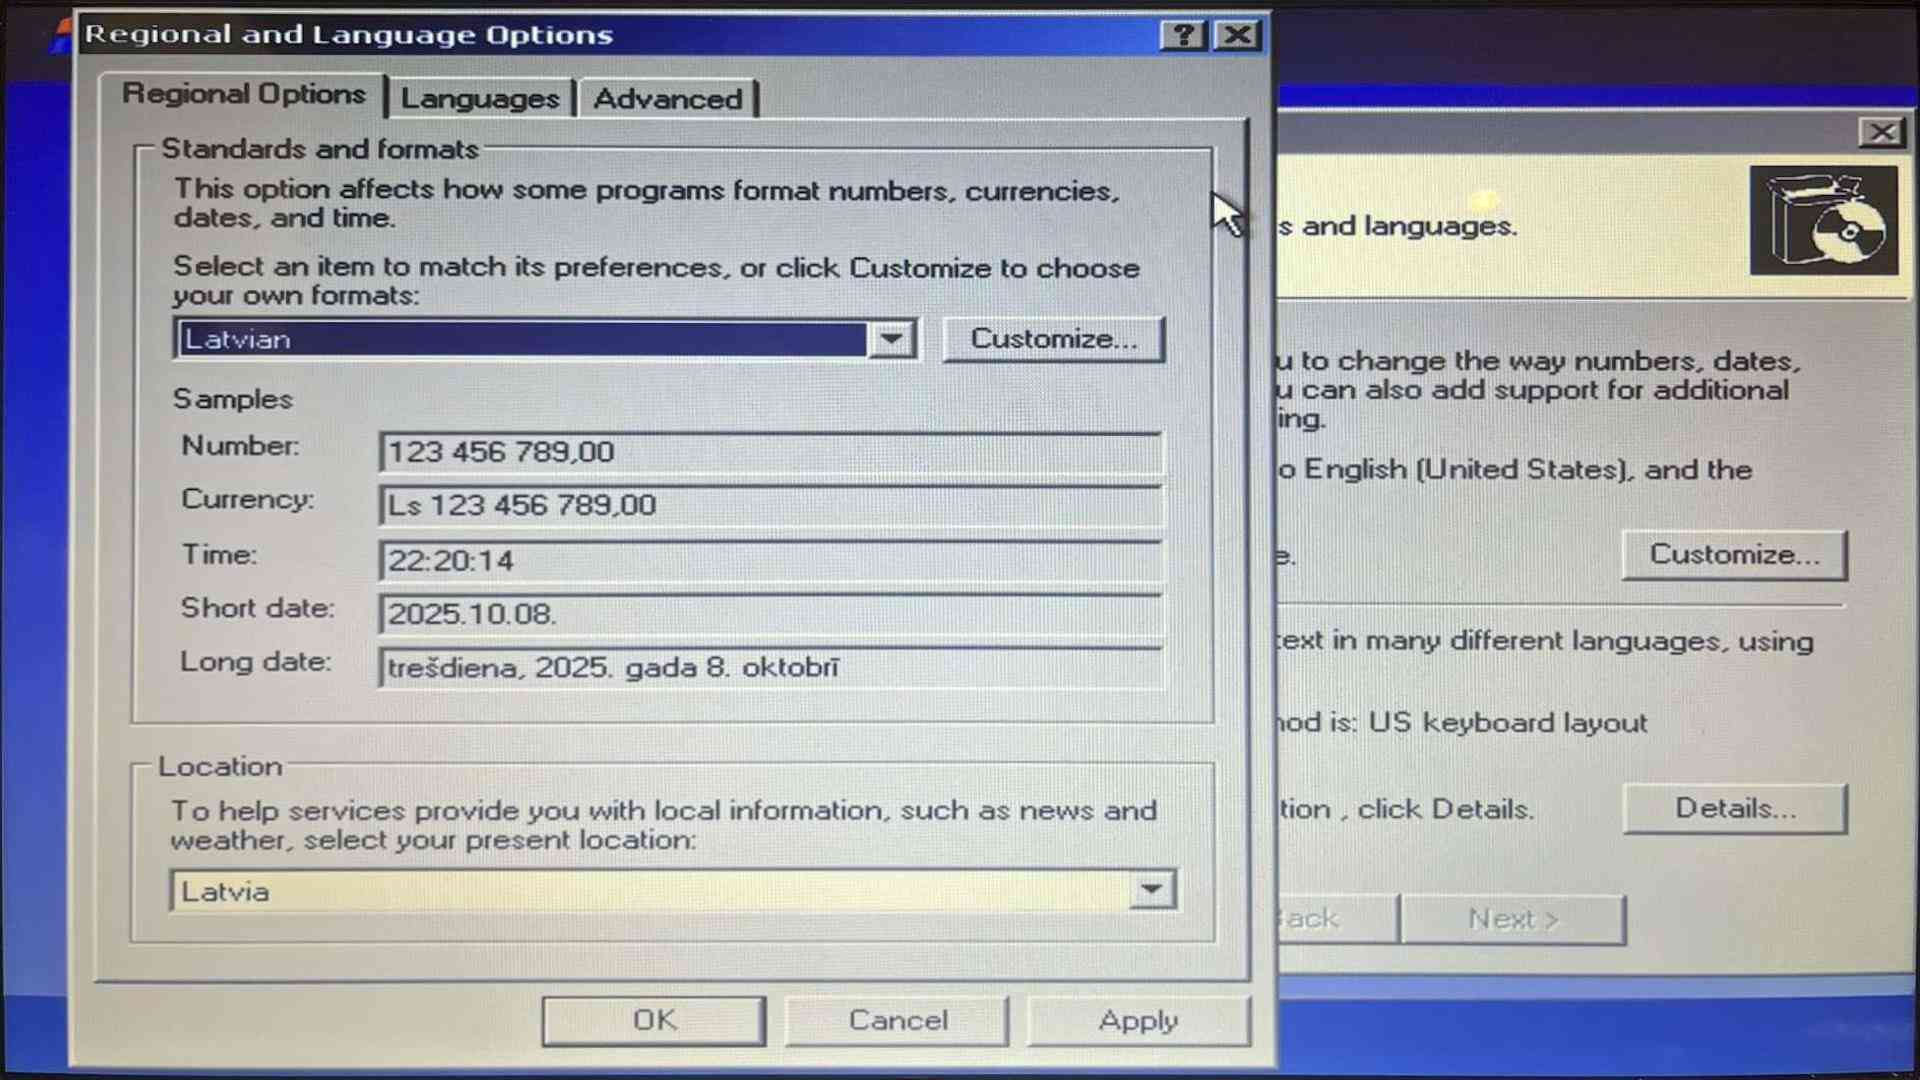 Regional and Language Options
Regional Options
Languages
Advanced
Standards and formats
This option affects how some programs format numbers, currencies,
dates, and time.
Select an item to match its preferences, or click Customize to choose
your own formats:
Latvian
Customize...
Samples
Number:
123 456 789,00
Currency:
Ls 123 456 789,00
Time:
22:20:14
Short date:
2025.10.08.
Long date:
trešdiena, 2025. gada 8. oktobrī
Location
To help services provide you with local information, such as news and
weather, select your present location:
Latvia
OK
Cancel
Apply
s and languages.
u to change the way numbers, dates,
u can also add support for additional
ing.
o English (United States), and the
e.
Customize...
text in many different languages, using
nod is: US keyboard layout
tion , click Details.
Details...
Back
Next >